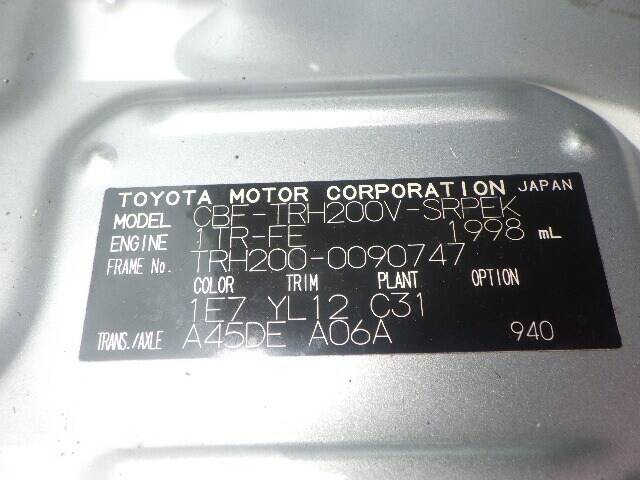 TOYOTA MOTOR CORPORATION JAPAN
MODEL CBF-TRH200V-SRPEK
ENGINE 1TR-FE 1998 mL
FRAME No. TRH200-0090747
COLOR TRIM PLANT OPTION
1E7 YL12 C31
TRANS./AXLE A45DE A06A 940